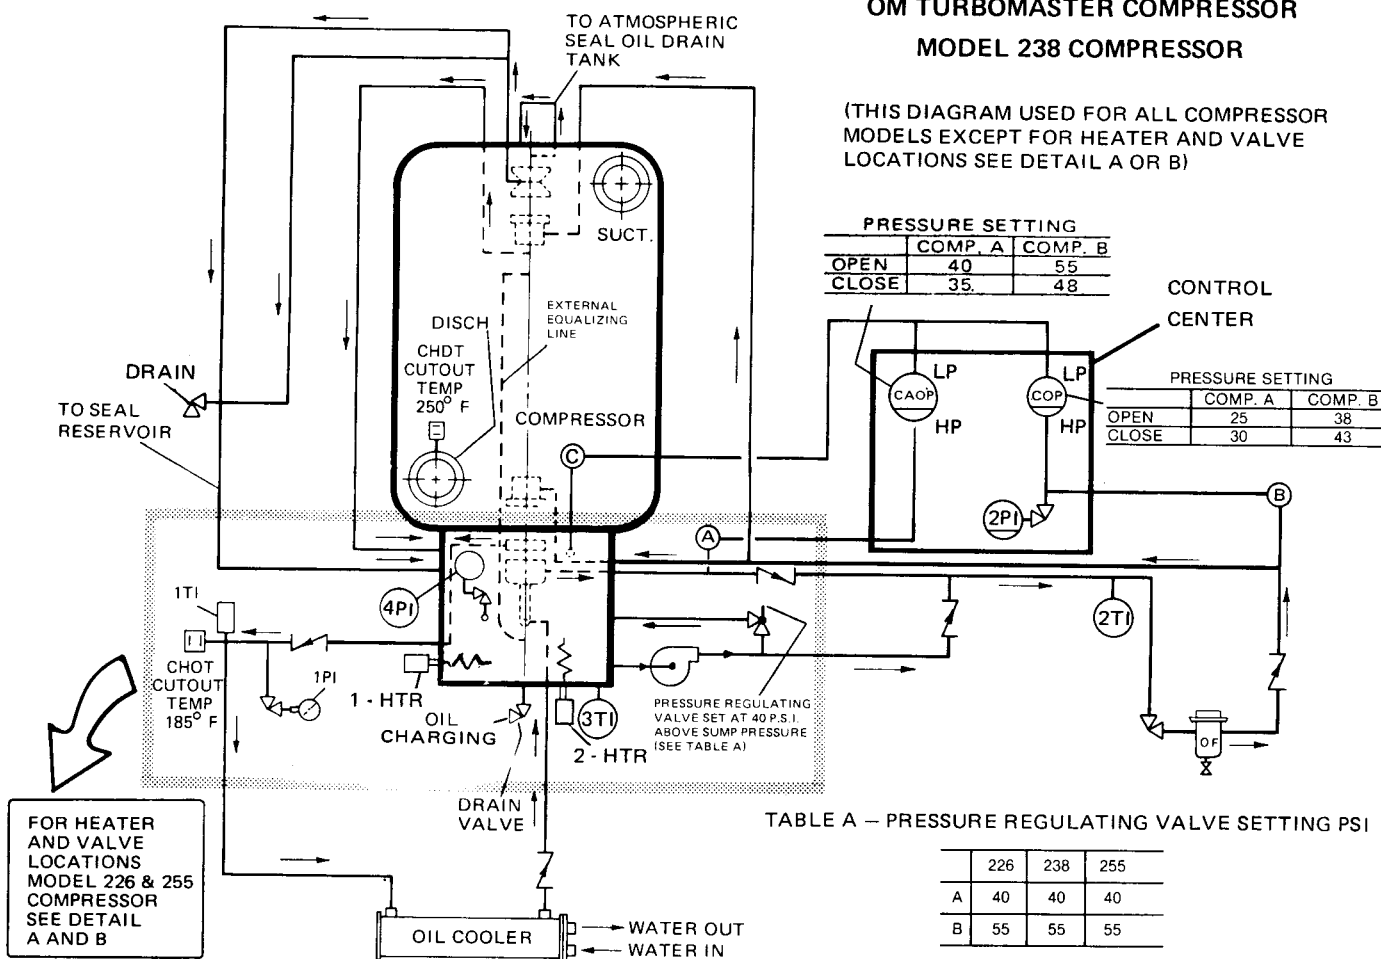 OM TURBOMASTER COMPRESSOR
MODEL 238 COMPRESSOR
(THIS DIAGRAM USED FOR ALL COMPRESSOR
MODELS EXCEPT FOR HEATER AND VALVE
LOCATIONS SEE DETAIL A OR B)
TO ATMOSPHERIC
SEAL OIL DRAIN
TANK
SUCT.
PRESSURE SETTING
COMP. A COMP. B
OPEN 40 55
CLOSE 35. 48
CONTROL
CENTER
EXTERNAL
EQUALIZING
LINE
DISCH
CHDT
CUTOUT
TEMP
250° F
COMPRESSOR
DRAIN
TO SEAL
RESERVOIR
LP
CAOP
HP
LP
COP
HP
PRESSURE SETTING
COMP. A COMP. B
OPEN 25 38
CLOSE 30 43
C
B
A
2PI
4PI
1TI
2TI
CHOT
CUTOUT
TEMP
185° F
1PI
1 - HTR
OIL
CHARGING
3TI
2 - HTR
PRESSURE REGULATING
VALVE SET AT 40 P.S.I.
ABOVE SUMP PRESSURE
(SEE TABLE A)
OF
DRAIN
VALVE
FOR HEATER
AND VALVE
LOCATIONS
MODEL 226 & 255
COMPRESSOR
SEE DETAIL
A AND B
OIL COOLER
WATER OUT
WATER IN
TABLE A – PRESSURE REGULATING VALVE SETTING PSI
226 238 255
A 40 40 40
B 55 55 55